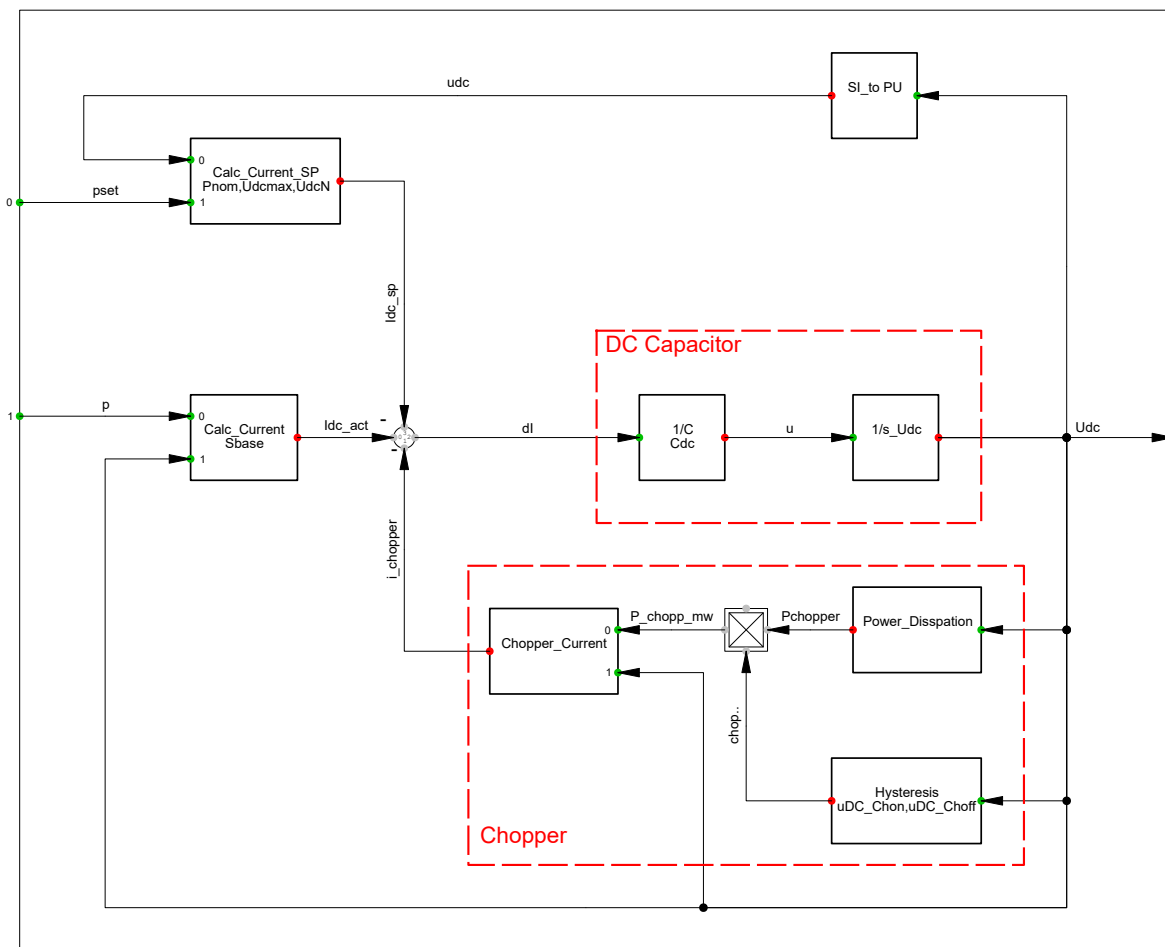 SI_to PU
udc
0
Calc_Current_SP
Pnom,Udcmax,UdcN
1
0
pset
Idc_sp
DC Capacitor
1
p
0
Calc_Current
Sbase
1
Idc_act
-
-
dI
1/C
Cdc
u
1/s_Udc
Udc
i_chopper
Chopper_Current
0
1
P_chopp_mw
Pchopper
Power_Disspation
chop..
Hysteresis
uDC_Chon,uDC_Choff
Chopper